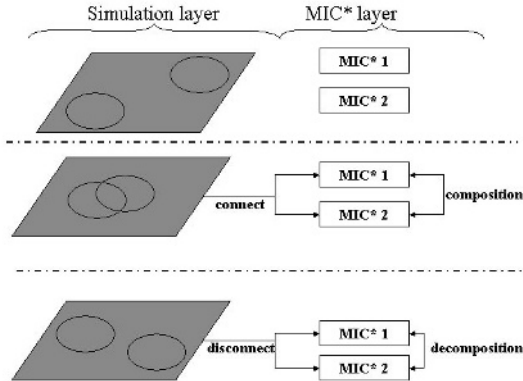 Simulation layer
MIC* layer
MIC* 1
MIC* 2
MIC* 1
connect
composition
MIC* 2
MIC* 1
disconnect
decomposition
MIC* 2